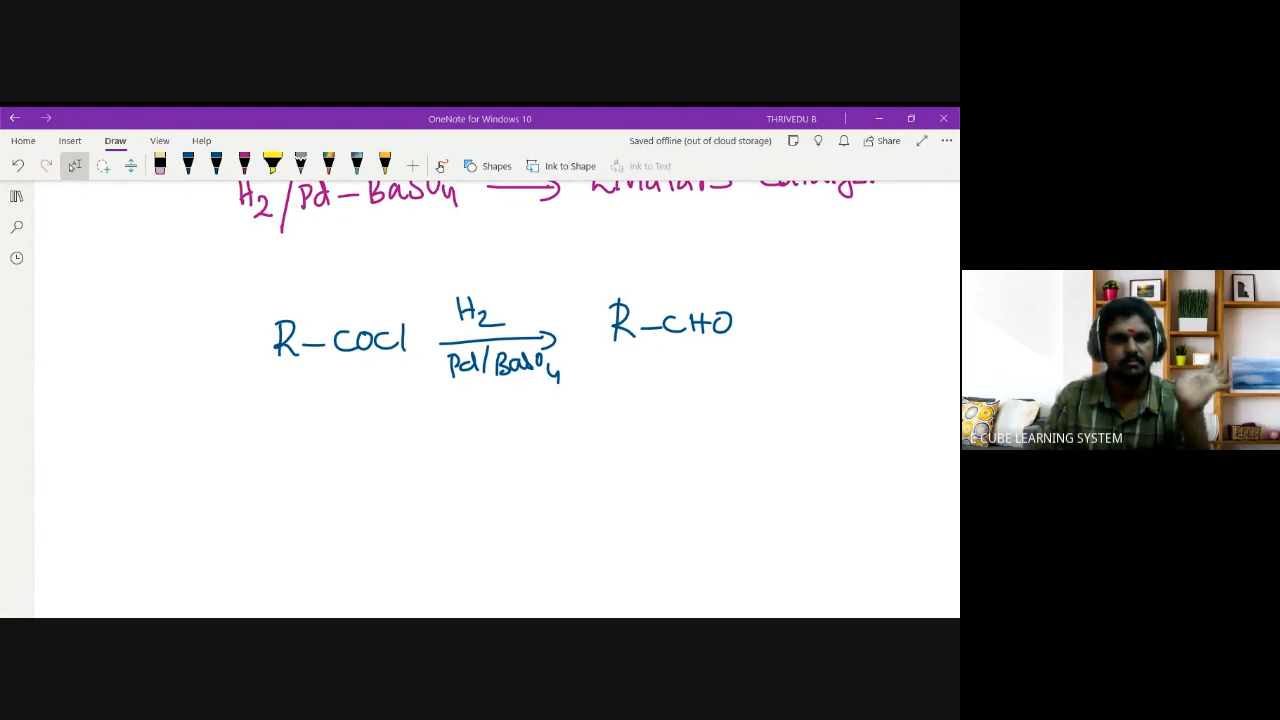 OneNote for Windows 10
THRIVEDU B
Home Insert Draw View Help
Saved offline (out of cloud storage)
Share
Shapes
Ink to Shape
Ink to Text
H2/Pd-BaSO4 →
R-COCl H2 → R-CHO
Pd/BaSO4
E CUBE LEARNING SYSTEM